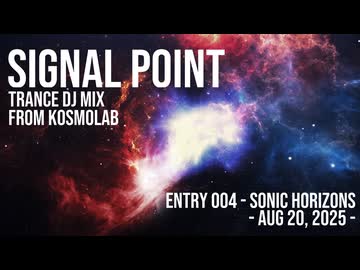 SIGNAL POINT
TRANCE DJ MIX
FROM KOSMOLAB
ENTRY 004 - SONIC HORIZONS
- AUG 20, 2025 -